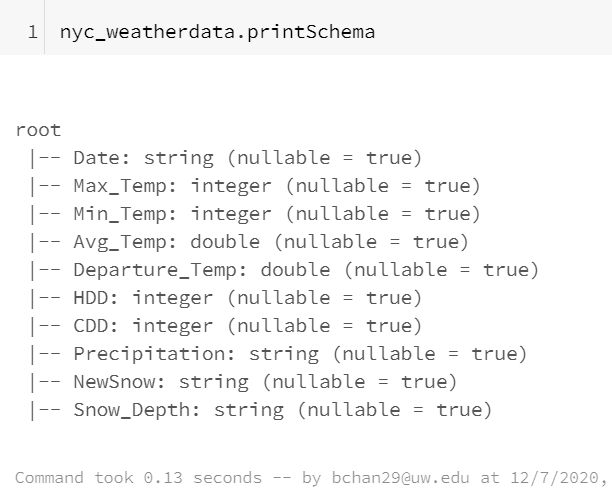 1 nyc_weatherdata.printSchema
root
|-- Date: string (nullable = true)
|-- Max_Temp: integer (nullable = true)
|-- Min_Temp: integer (nullable = true)
|-- Avg_Temp: double (nullable = true)
|-- Departure_Temp: double (nullable = true)
|-- HDD: integer (nullable = true)
|-- CDD: integer (nullable = true)
|-- Precipitation: string (nullable = true)
|-- NewSnow: string (nullable = true)
|-- Snow_Depth: string (nullable = true)
Command took 0.13 seconds -- by bchan29@uw.edu at 12/7/2020,